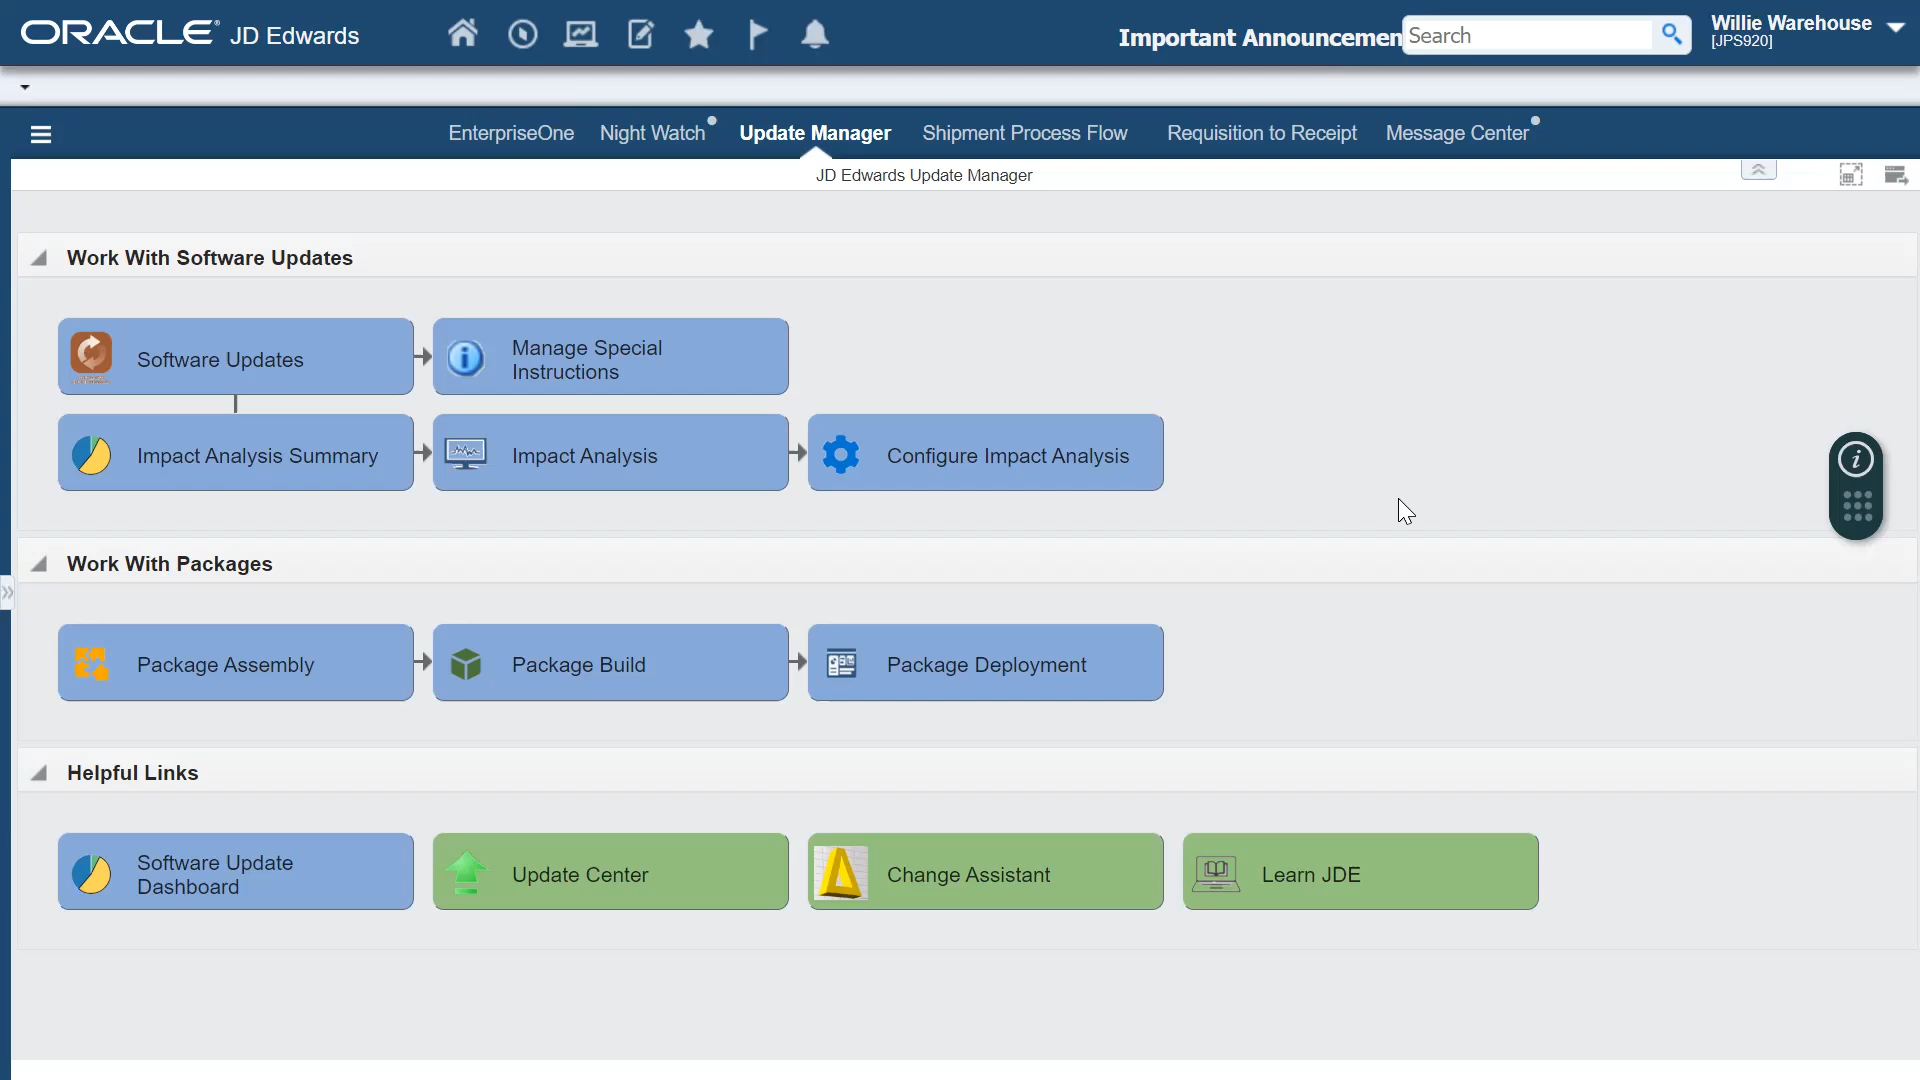 ORACLE JD Edwards
Important Announcemen
Search
Willie Warehouse
[JPS920]
EnterpriseOne
Night Watch
Update Manager
Shipment Process Flow
Requisition to Receipt
Message Center
JD Edwards Update Manager
Work With Software Updates
Software Updates
Manage Special
Instructions
Impact Analysis Summary
Impact Analysis
Configure Impact Analysis
Work With Packages
Package Assembly
Package Build
Package Deployment
Helpful Links
Software Update
Dashboard
Update Center
Change Assistant
Learn JDE